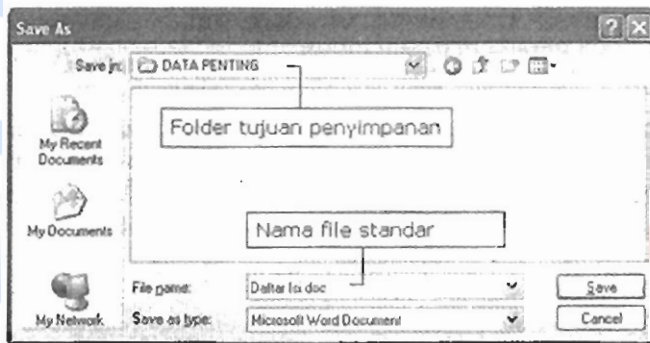 Save As
Save in: DATA PENTING
Folder tujuan penyimpanan
My Recent
Documents
My Documents
Nama file standar
File name: Daftar Isi.doc Save
My Network Save as type: Microsoft Word Document Cancel